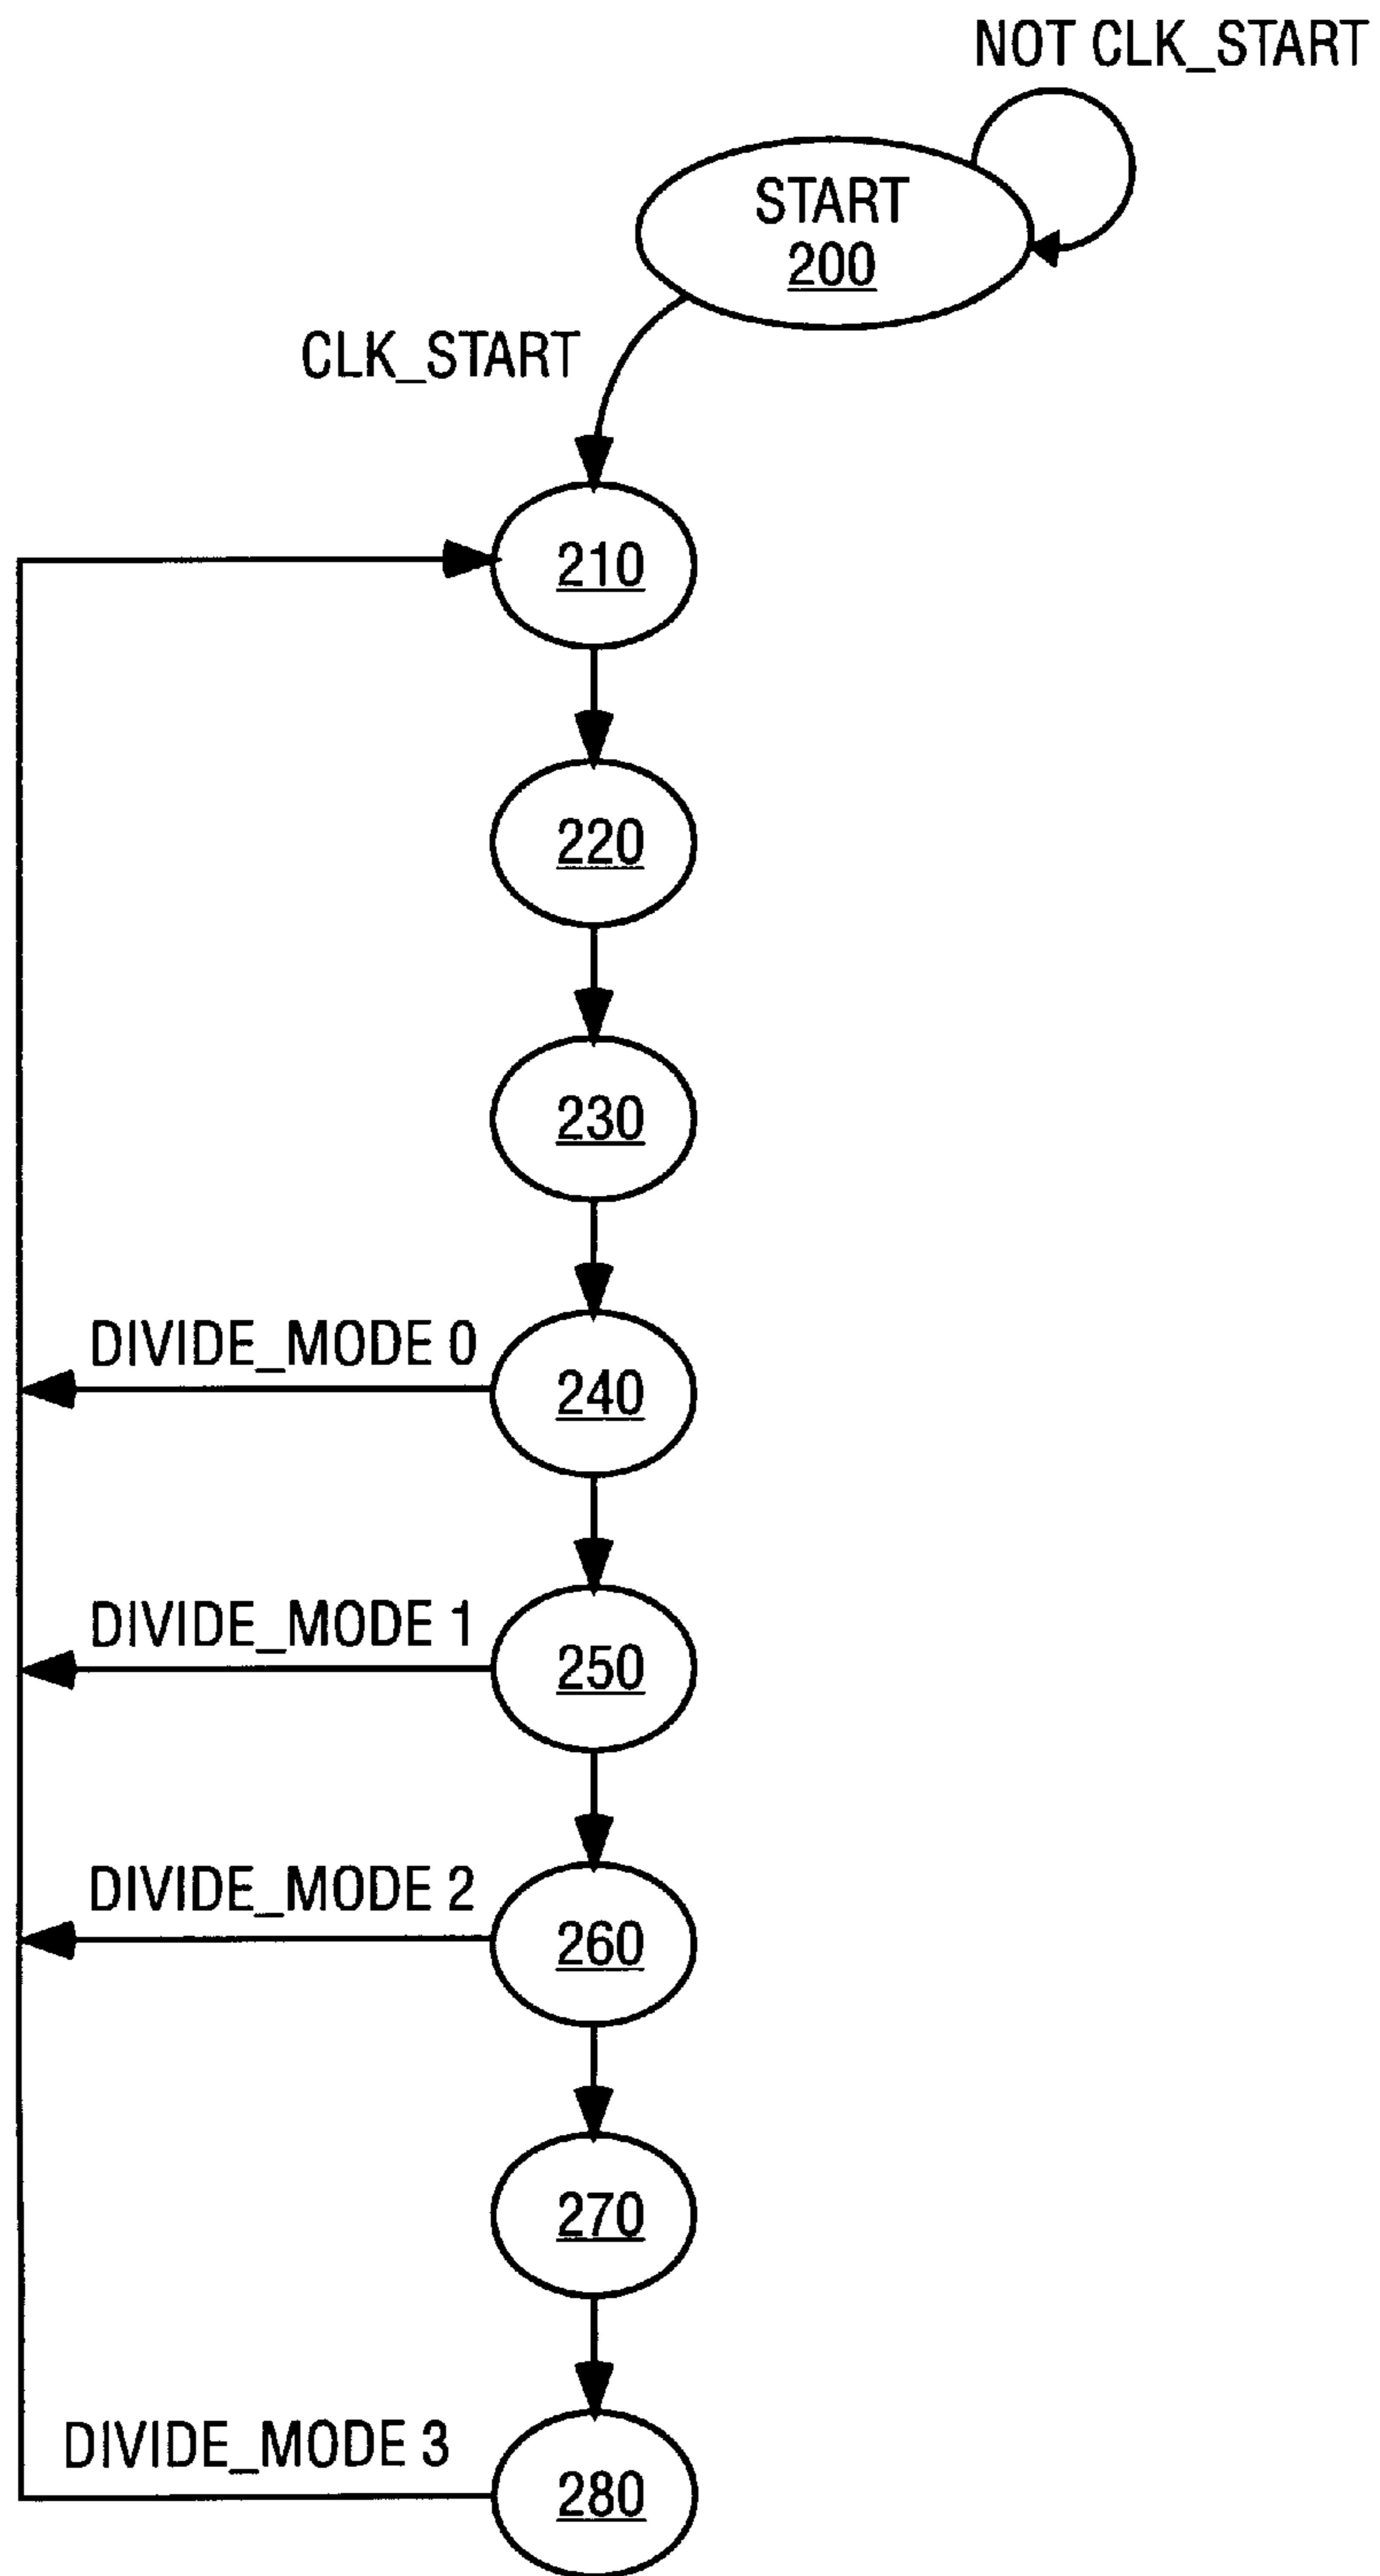 NOT CLK_START
START
200
CLK_START
210
220
230
DIVIDE_MODE 0
240
DIVIDE_MODE 1
250
DIVIDE_MODE 2
260
270
DIVIDE_MODE 3
280